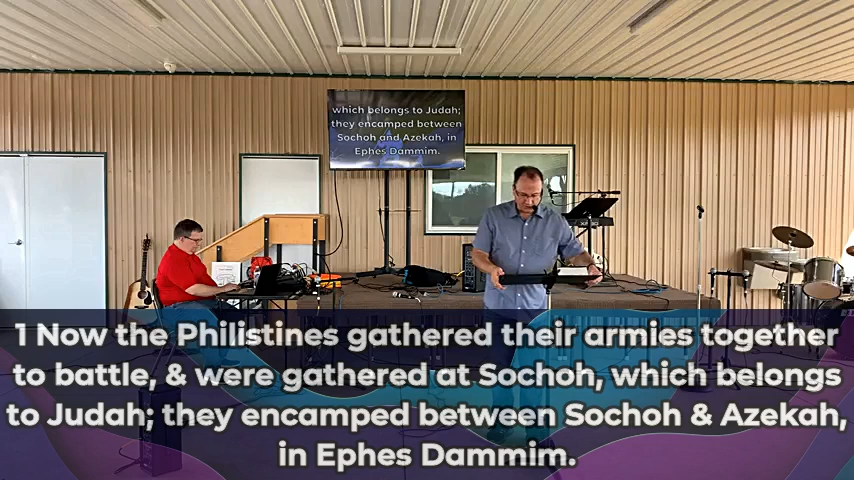 which belongs to Judah;
they encamped between
Sochoh and Azekah, in
Ephes Dammim.
1 Now the Philistines gathered their armies together
to battle, & were gathered at Sochoh, which belongs
to Judah; they encamped between Sochoh & Azekah,
in Ephes Dammim.